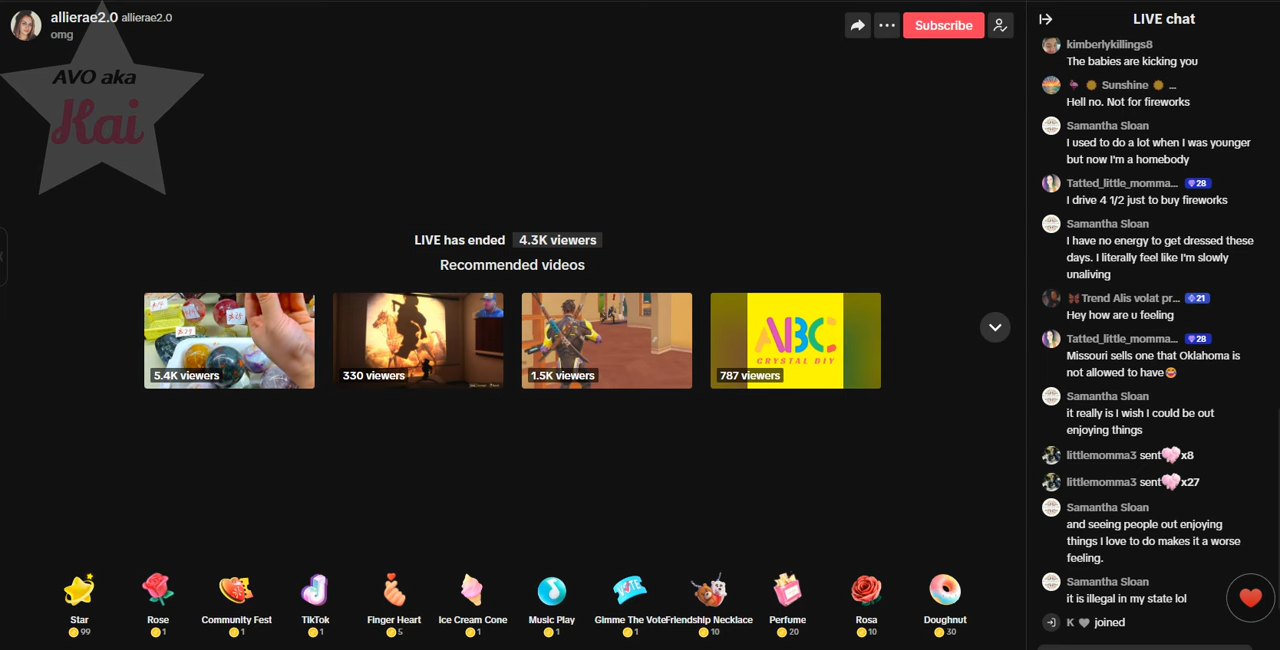 allierae2.0 allierae2.0
omg
AVO aka
Kai
Subscribe
LIVE has ended 4.3K viewers
Recommended videos
5.4K viewers
330 viewers
1.5K viewers
ABC
CRYSTAL DIY
787 viewers
Star
99
Rose
1
Community Fest
1
TikTok
1
Finger Heart
5
Ice Cream Cone
1
Music Play
1
Gimme The Vote
1
Friendship Necklace
10
Perfume
20
Rosa
10
Doughnut
30
LIVE chat
kimberlykillings8
The babies are kicking you
🦩 🌞 Sunshine 🌞 ...
Hell no. Not for fireworks
Samantha Sloan
I used to do a lot when I was younger
but now I'm a homebody
Tatted_little_momma... 28
I drive 4 1/2 just to buy fireworks
Samantha Sloan
I have no energy to get dressed these
days. I literally feel like I'm slowly
unaliving
Trend Alis volat pr... 21
Hey how are u feeling
Tatted_little_momma... 28
Missouri sells one that Oklahoma is
not allowed to have😂
Samantha Sloan
it really is I wish I could be out
enjoying things
littlemomma3 sent x8
littlemomma3 sent x27
Samantha Sloan
and seeing people out enjoying
things I love to do makes it a worse
feeling.
Samantha Sloan
it is illegal in my state lol
K 🖤 joined